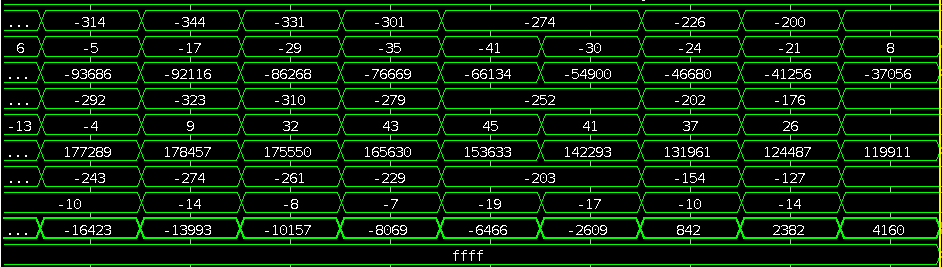 ... -314 -344 -331 -301 -274 -226 -200
6 -5 -17 -29 -35 -41 -30 -24 -21 8
... -93686 -92116 -86268 -76669 -66134 -54900 -46680 -41256 -37056
... -292 -323 -310 -279 -252 -202 -176
-13 -4 9 32 43 45 41 37 26
... 177289 178457 175550 165630 153633 142293 131961 124487 119911
... -243 -274 -261 -229 -203 -154 -127
-10 -14 -8 -7 -19 -17 -10 -14
... -16423 -13993 -10157 -8069 -6466 -2609 842 2382 4160
ffff